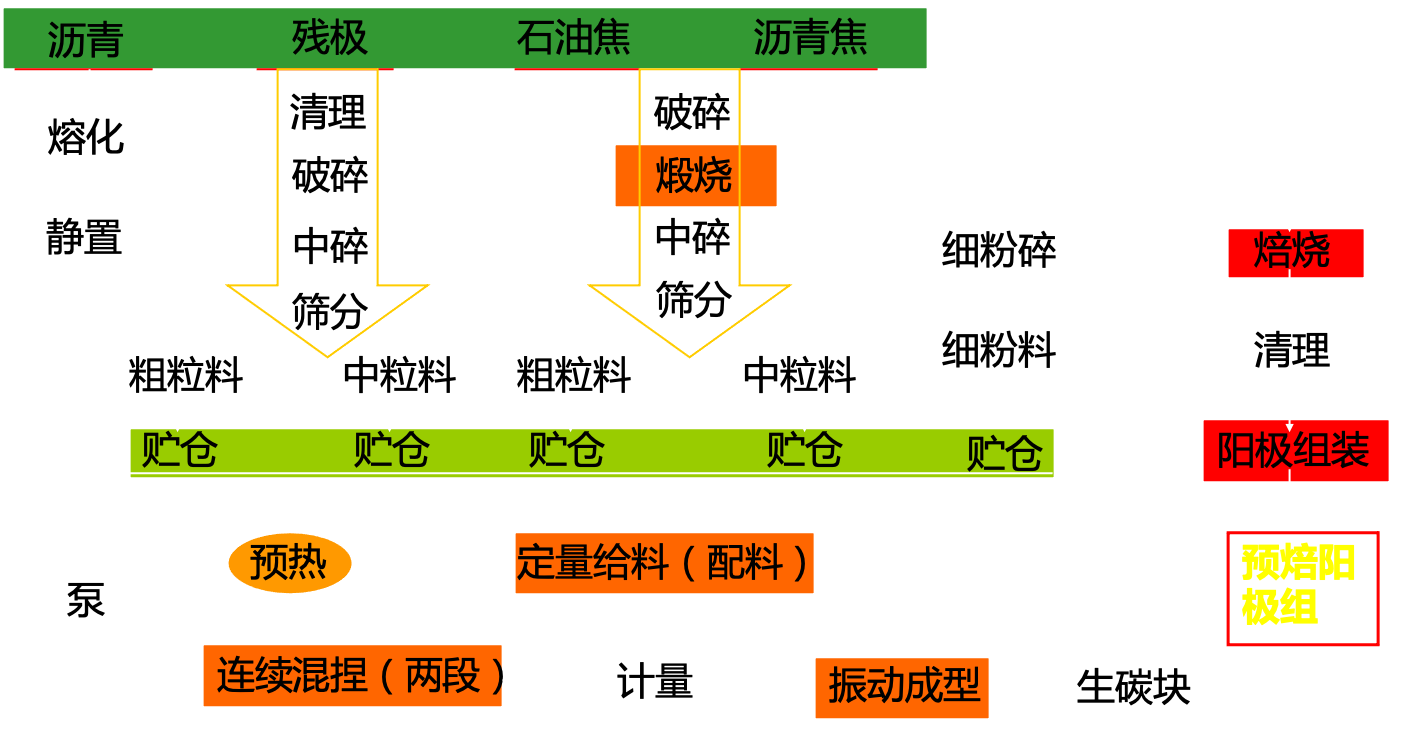 沥青
残极
石油焦
沥青焦
熔化
清理
破碎
破碎
煅烧
静置
中碎
中碎
细粉碎
焙烧
筛分
筛分
细粉料
清理
粗粒料
中粒料
粗粒料
中粒料
贮仓
贮仓
贮仓
贮仓
贮仓
阳极组装
预热
定量给料（配料）
泵
预焙阳
极组
连续混捏（两段）
计量
振动成型
生碳块